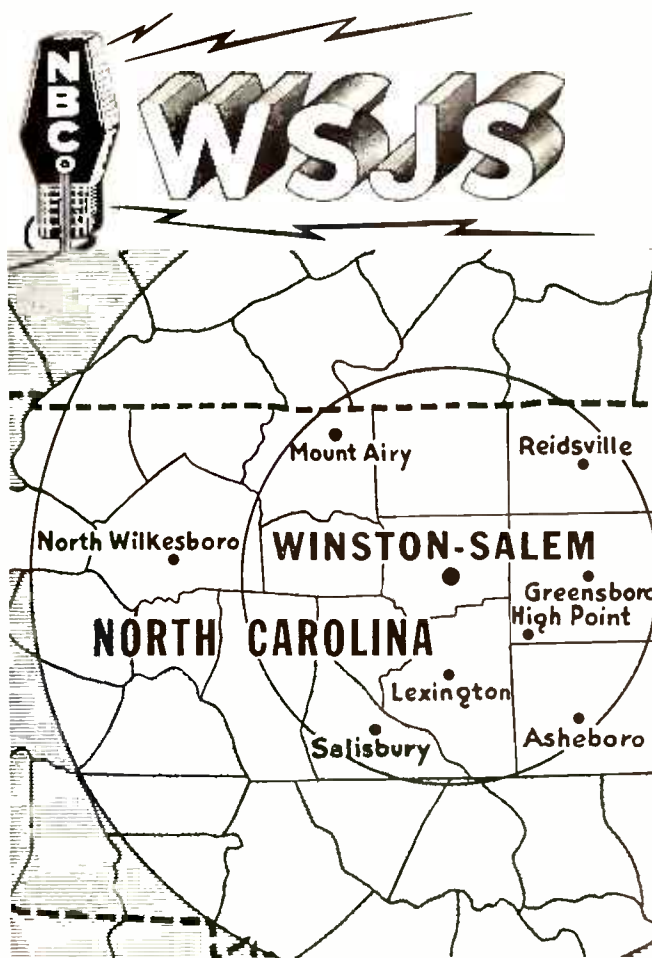 NBC
WSJS
Mount Airy
Reidsville
North Wilkesboro
WINSTON-SALEM
Greensboro
High Point
NORTH CAROLINA
Lexington
Salisbury
Asheboro